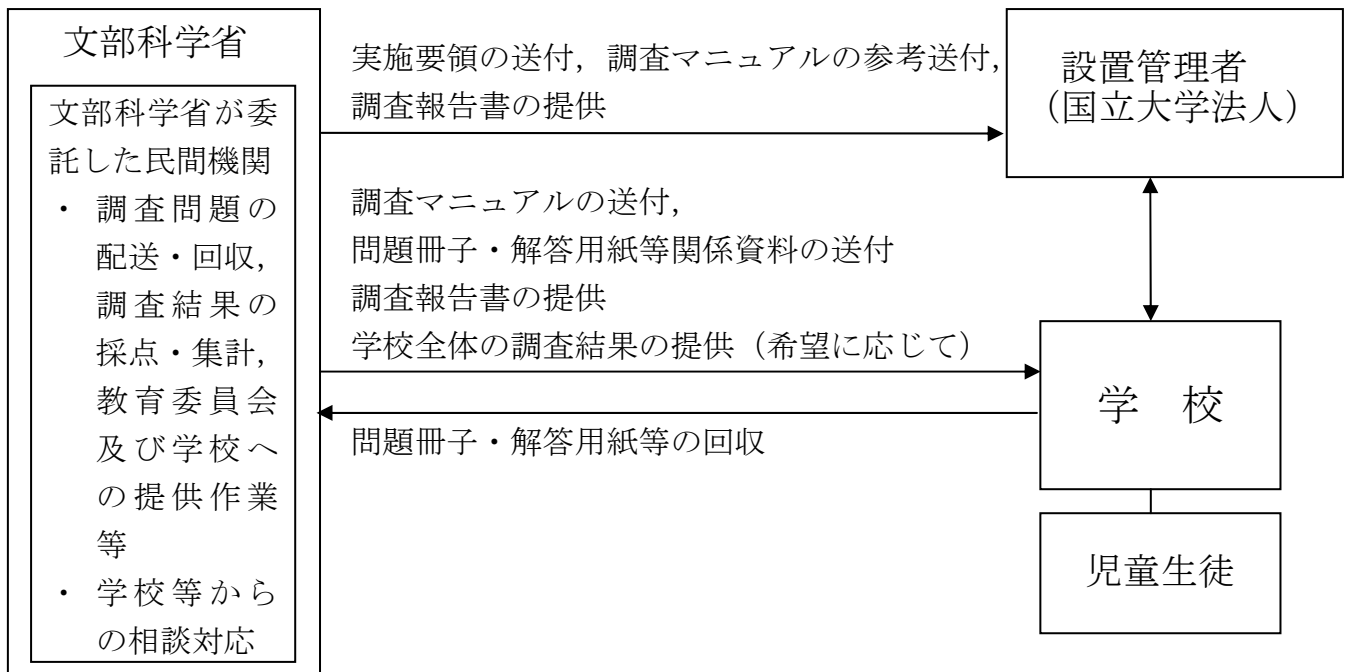 文部科学省
文部科学省が委
託した民間機関
・ 調査問題の
配送・回収，
調査結果の
採点・集計，
教育委員会
及び学校へ
の提供作業
等
・ 学校等から
の相談対応
実施要領の送付，調査マニュアルの参考送付，
調査報告書の提供
調査マニュアルの送付，
問題冊子・解答用紙等関係資料の送付
調査報告書の提供
学校全体の調査結果の提供（希望に応じて）
問題冊子・解答用紙等の回収
設置管理者
（国立大学法人）
学　校
児童生徒